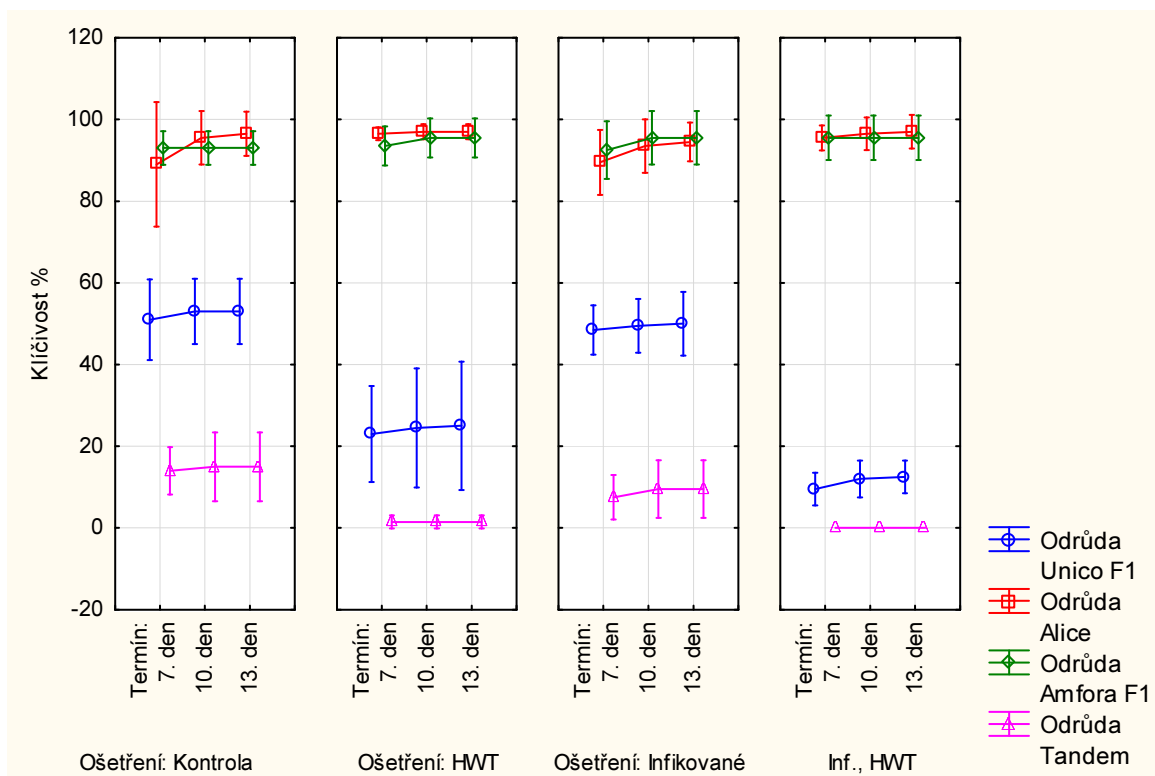 120
100
80
60
40
20
0
-20
Klíčivost %
Termín:
7. den
10. den
13. den
Termín:
7. den
10. den
13. den
Termín:
7. den
10. den
13. den
Termín:
7. den
10. den
13. den
Ošetření: Kontrola
Ošetření: HWT
Ošetření: Infikované
Inf., HWT
Odrůda
Unico F1
Odrůda
Alice
Odrůda
Amfora F1
Odrůda
Tandem